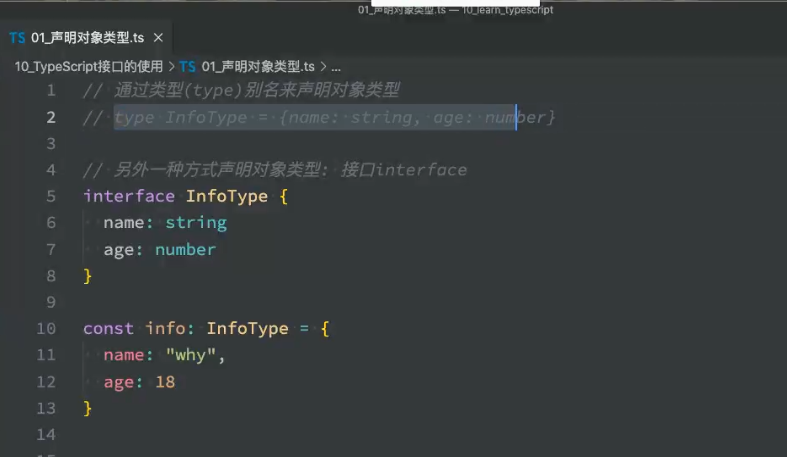 01_声明对象类型.ts — 10_learn_typescript
TS 01_声明对象类型.ts ×
10_TypeScript接口的使用 > TS 01_声明对象类型.ts > ...
1 // 通过类型(type)别名来声明对象类型
2 // type InfoType = {name: string, age: number}
3
4 // 另外一种方式声明对象类型: 接口interface
5 interface InfoType {
6 name: string
7 age: number
8 }
9
10 const info: InfoType = {
11 name: "why",
12 age: 18
13 }
14